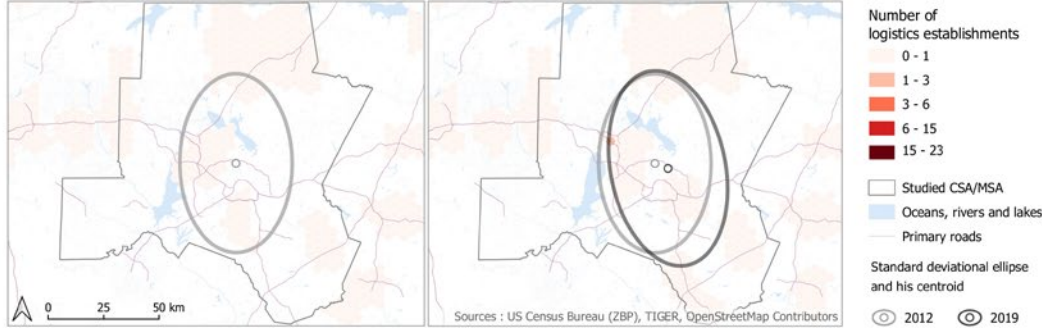 0 25 50 km
Sources : US Census Bureau (ZBP), TIGER, OpenStreetMap Contributors
Number of
logistics establishments
0 - 1
1 - 3
3 - 6
6 - 15
15 - 23
Studied CSA/MSA
Oceans, rivers and lakes
Primary roads
Standard deviational ellipse
and his centroid
2012 2019